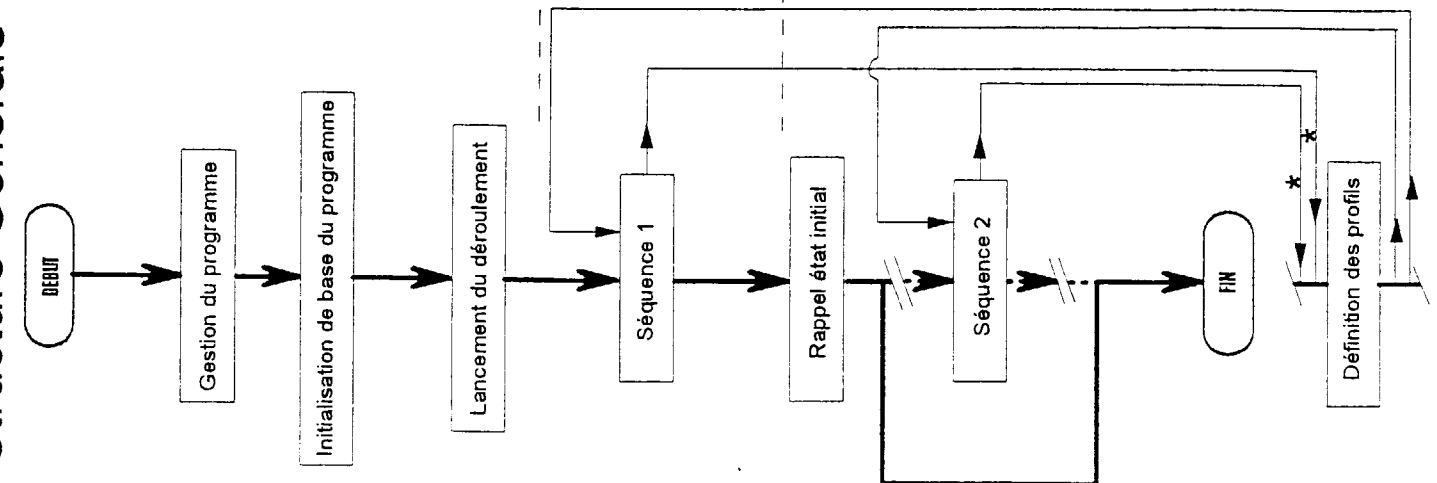 DEBUT
Gestion du programme
Initialisation de base du programme
Lancement du déroulement
Séquence 1
Rappel état initial
Séquence 2
FIN
*
*
Définition des profils